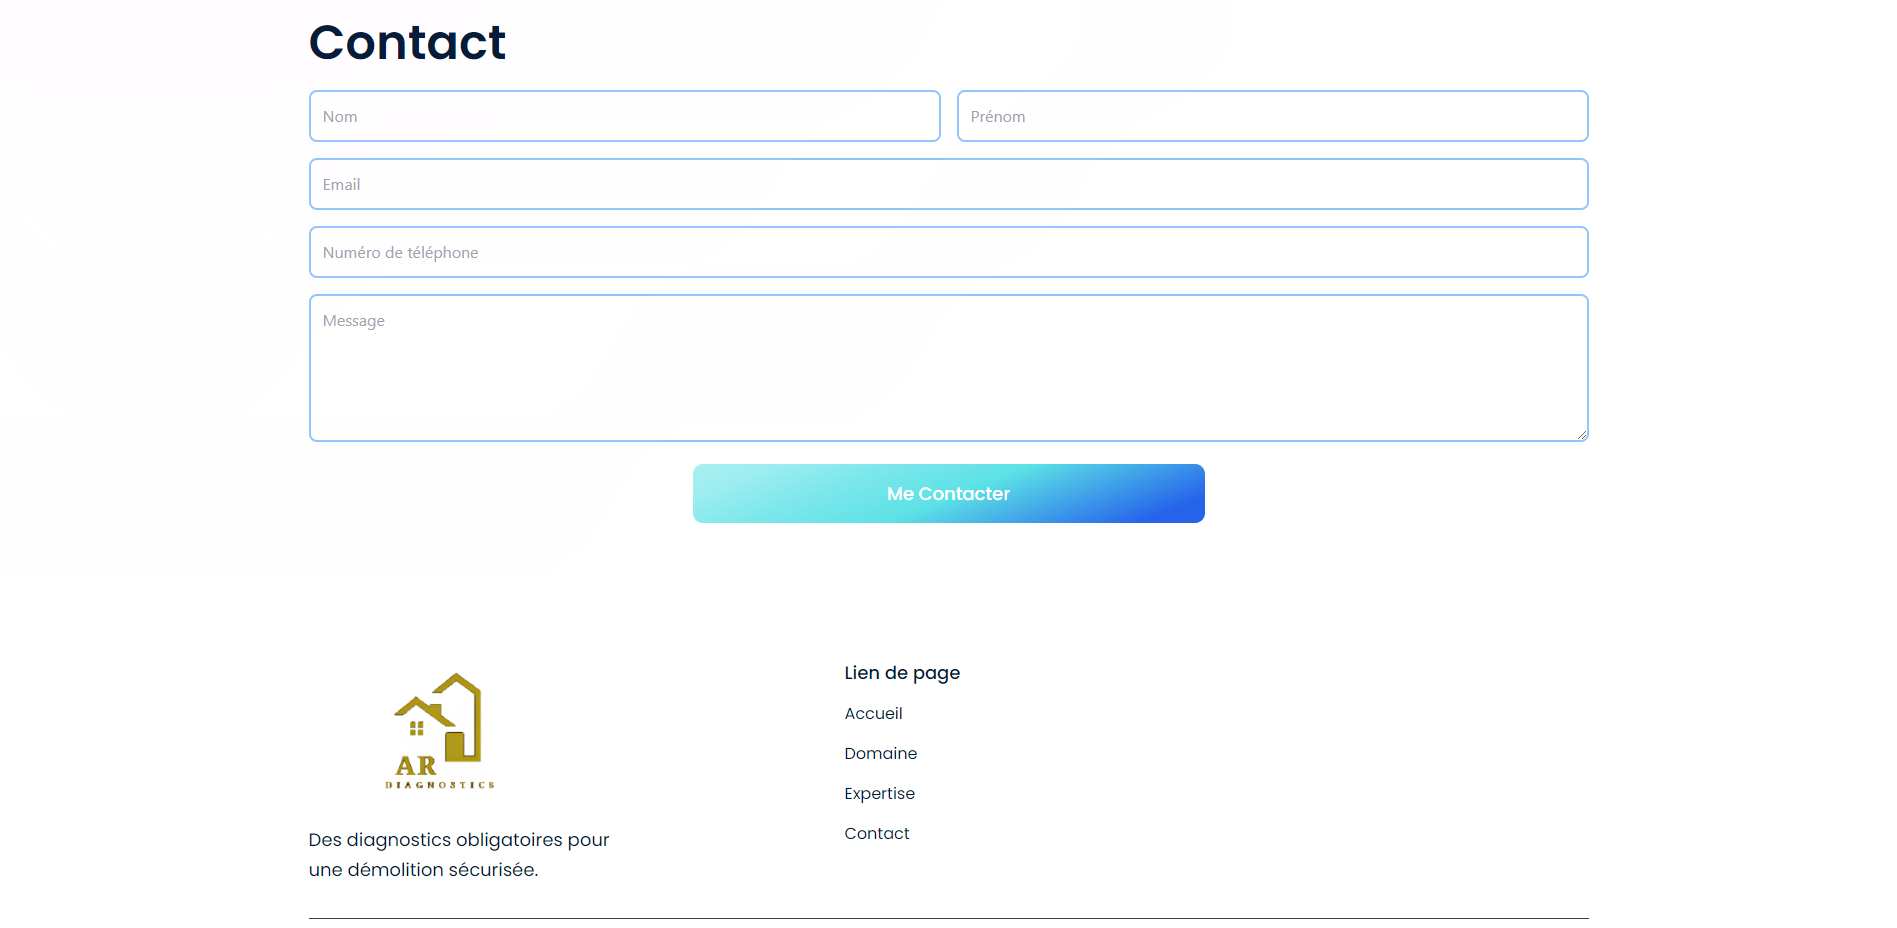 Contact
Nom
Prénom
Email
Numéro de téléphone
Message
Me Contacter
AR
DIAGNOSTICS
Des diagnostics obligatoires pour
une démolition sécurisée.
Lien de page
Accueil
Domaine
Expertise
Contact